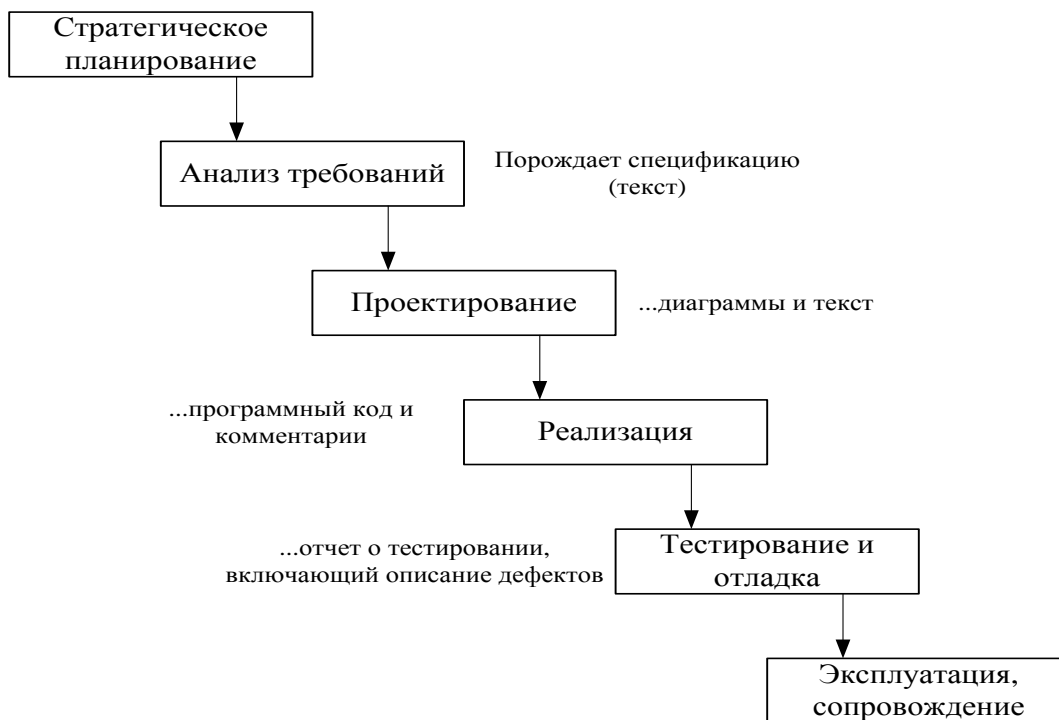 Стратегическое
планирование
Анализ требований
Порождает спецификацию
(текст)
Проектирование
...диаграммы и текст
...программный код и
комментарии
Реализация
...отчет о тестировании,
включающий описание дефектов
Тестирование и
отладка
Эксплуатация,
сопровождение